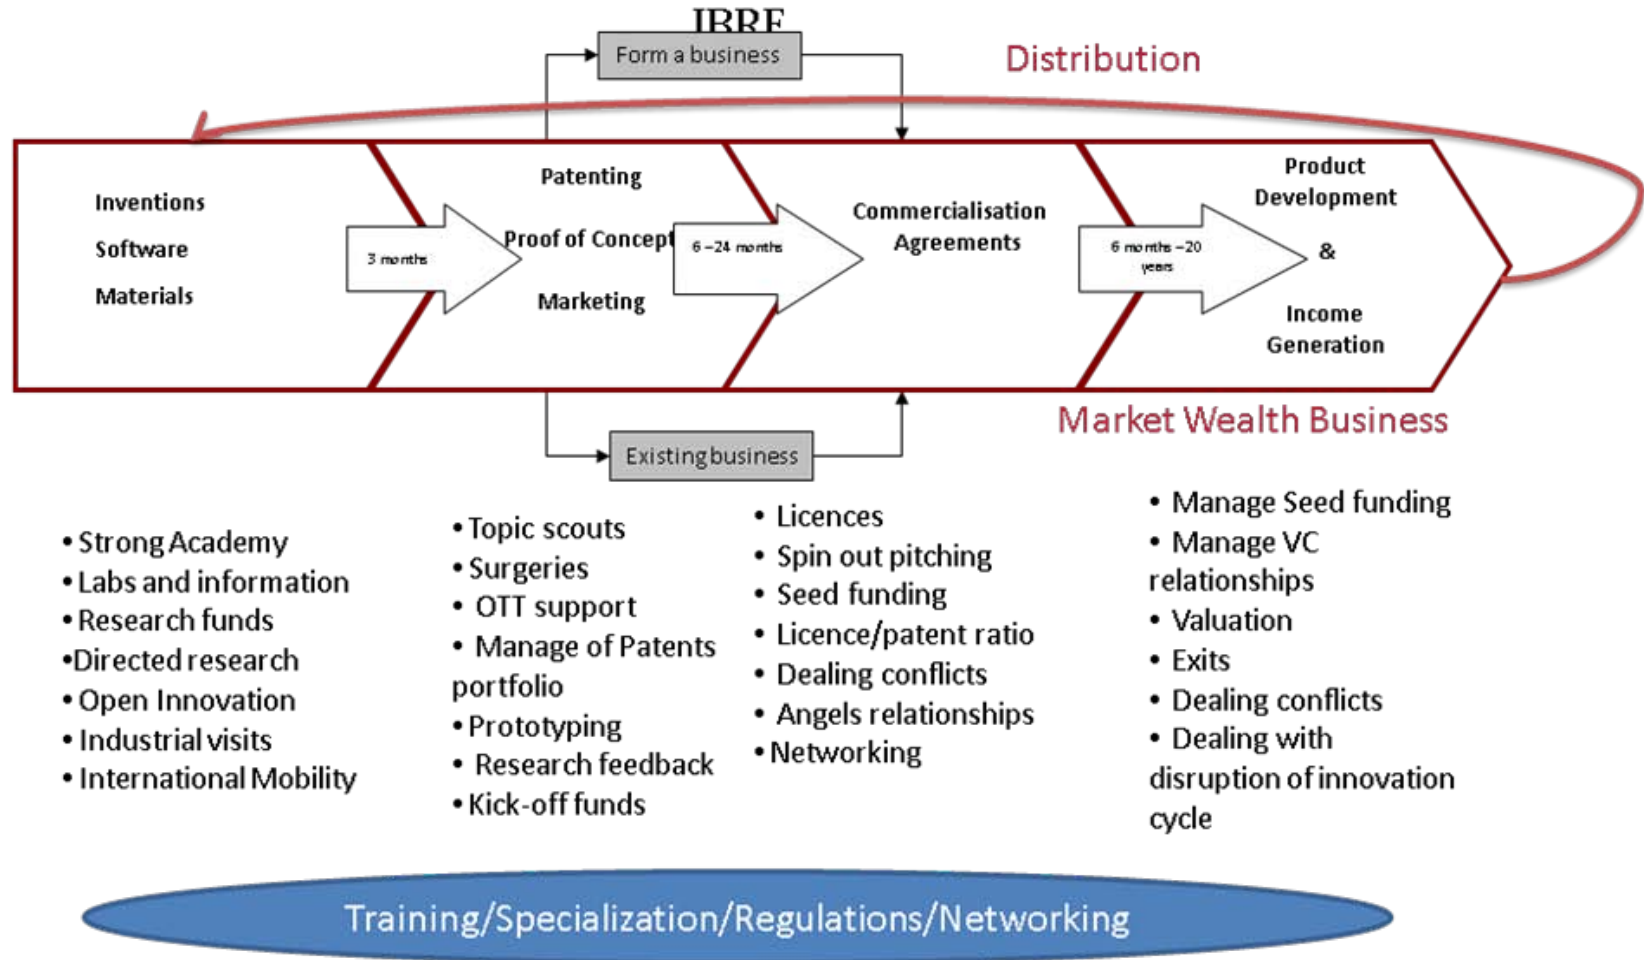 IBRE
Form a business
Distribution
Inventions
Software
Materials
3 months
Patenting
Proof of Concept
Marketing
6 – 24 months
Commercialisation
Agreements
6 months – 20
years
Product
Development
&
Income
Generation
Market Wealth Business
Existing business
• Strong Academy
• Labs and information
• Research funds
•Directed research
• Open Innovation
• Industrial visits
• International Mobility
• Topic scouts
• Surgeries
• OTT support
• Manage of Patents
portfolio
• Prototyping
• Research feedback
• Kick-off funds
• Licences
• Spin out pitching
• Seed funding
• Licence/patent ratio
• Dealing conflicts
• Angels relationships
• Networking
• Manage Seed funding
• Manage VC
relationships
• Valuation
• Exits
• Dealing conflicts
• Dealing with
disruption of innovation
cycle
Training/Specialization/Regulations/Networking